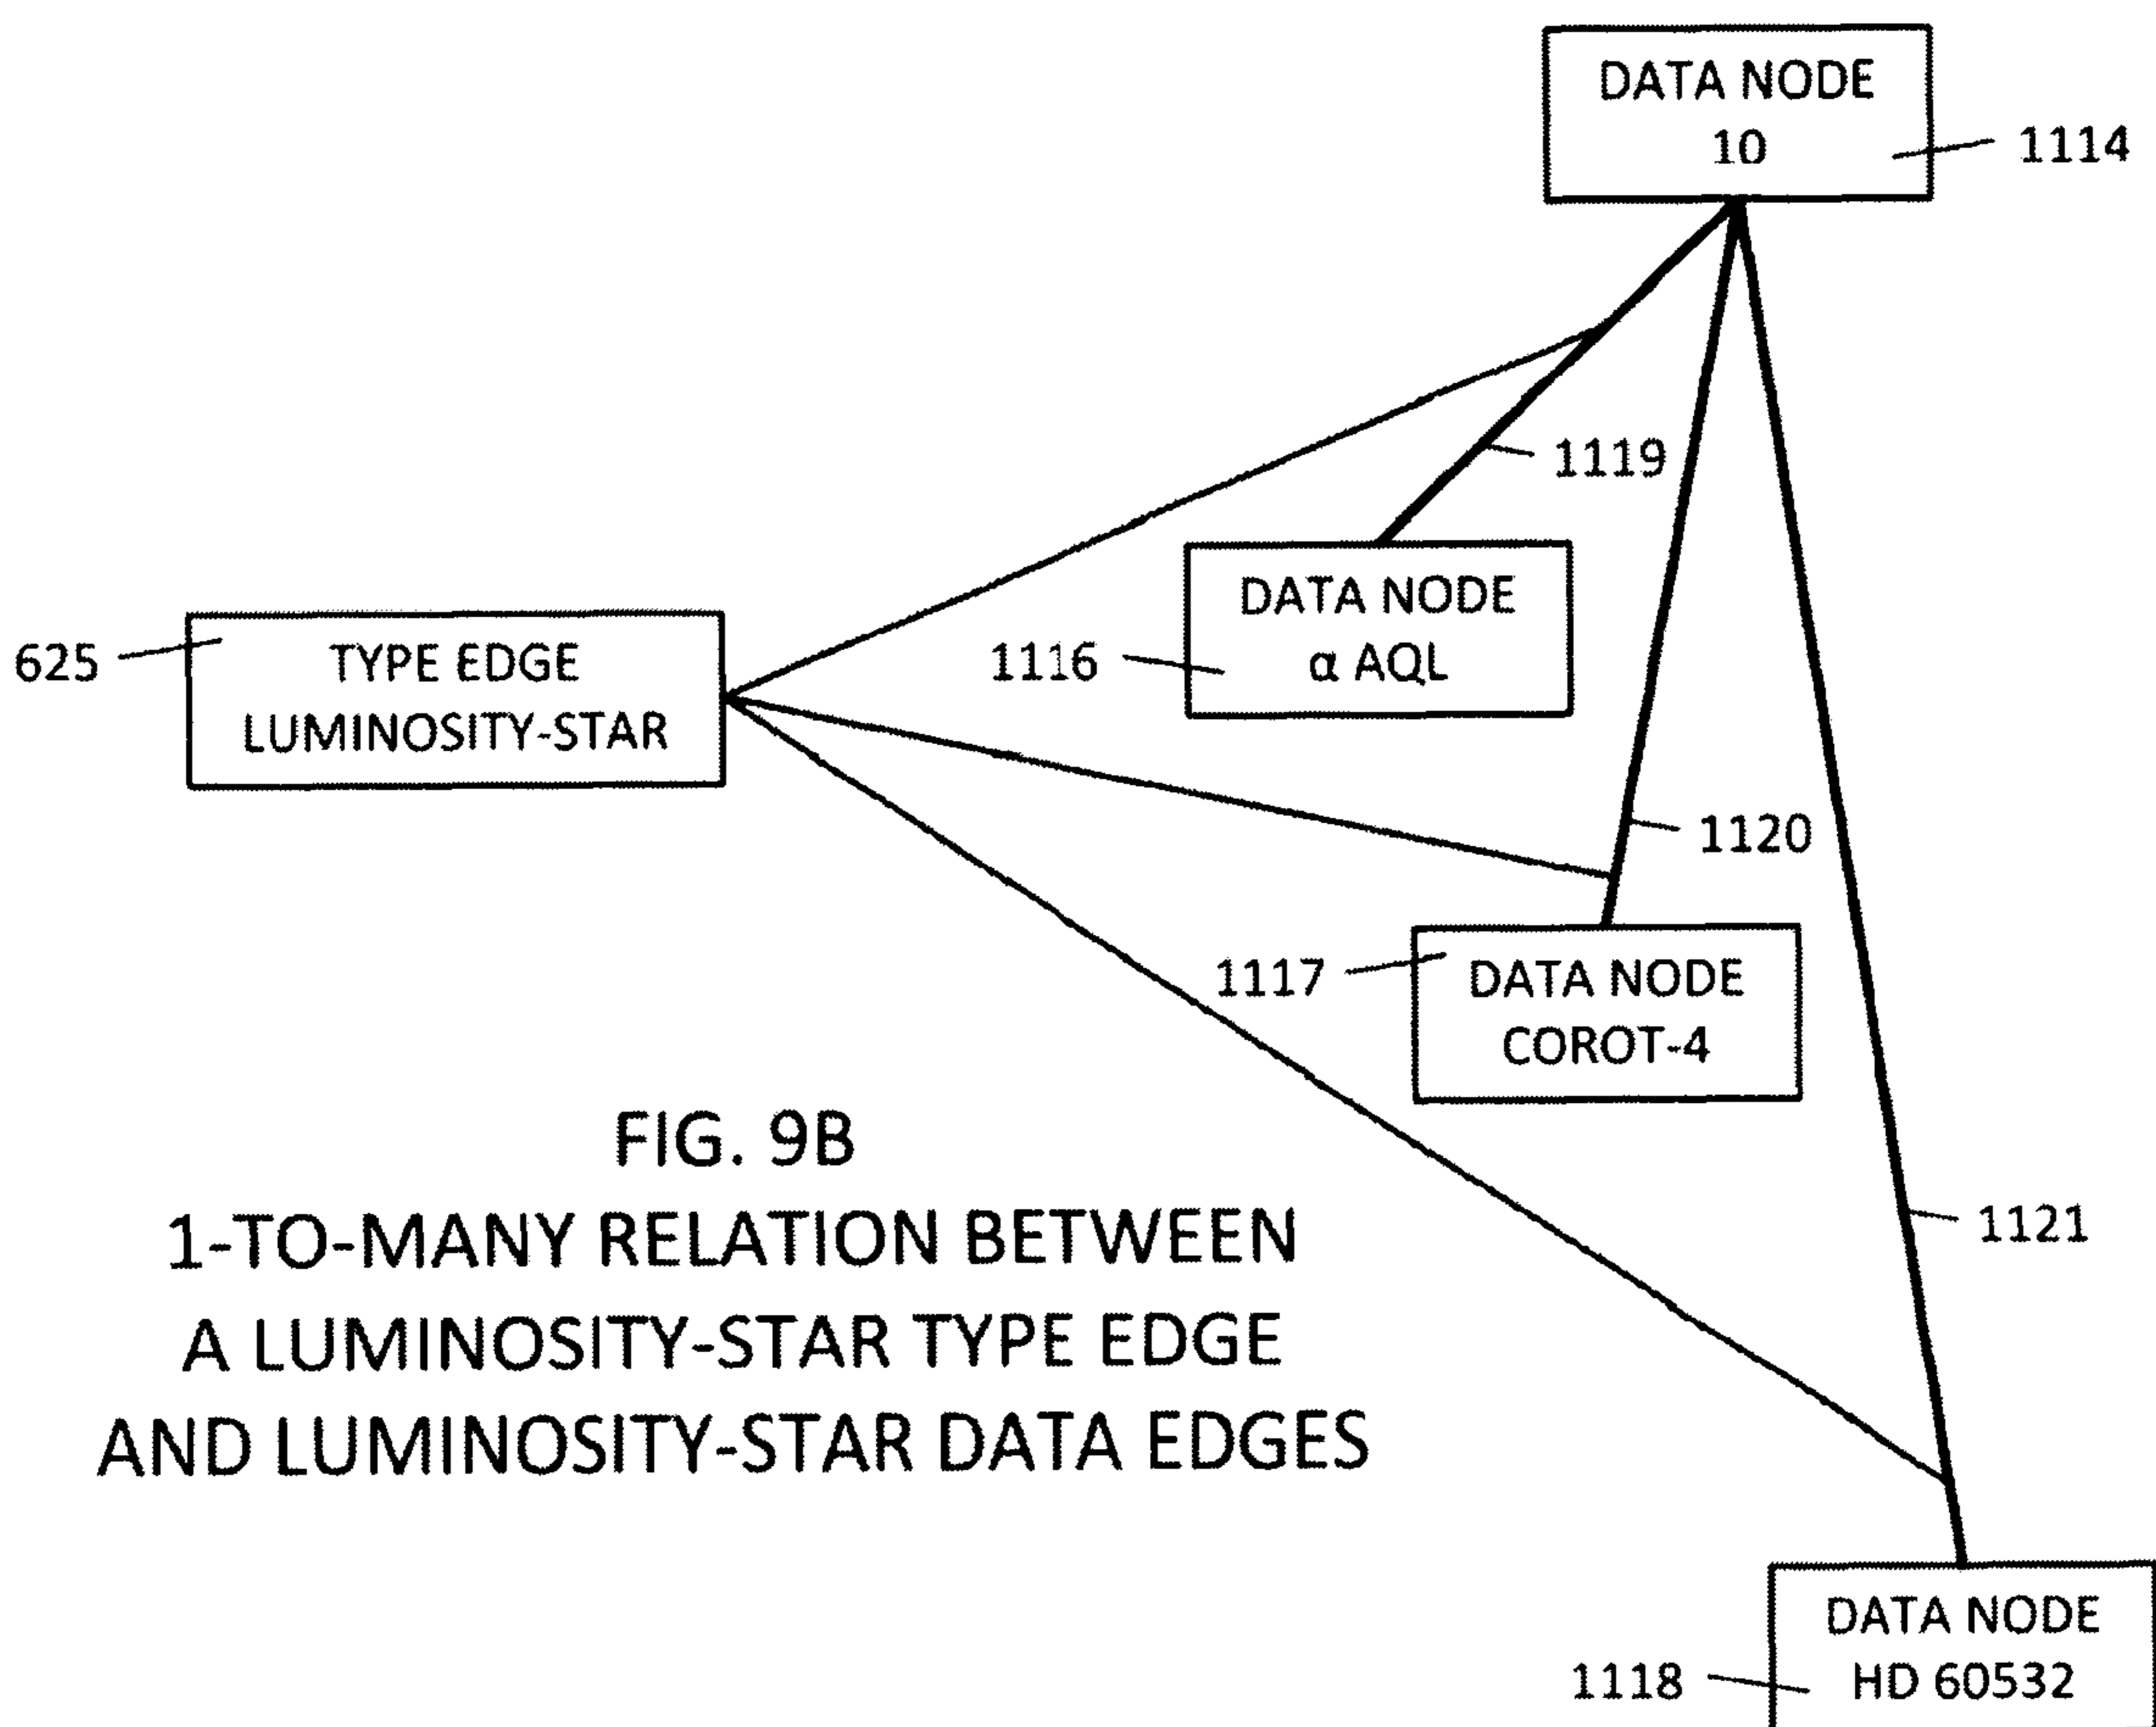 DATA NODE
10
1114
1119
DATA NODE
α AQL
1116
625
TYPE EDGE
LUMINOSITY-STAR
1120
1117
DATA NODE
COROT-4
FIG. 9B
1-TO-MANY RELATION BETWEEN
A LUMINOSITY-STAR TYPE EDGE
AND LUMINOSITY-STAR DATA EDGES
1121
DATA NODE
HD 60532
1118